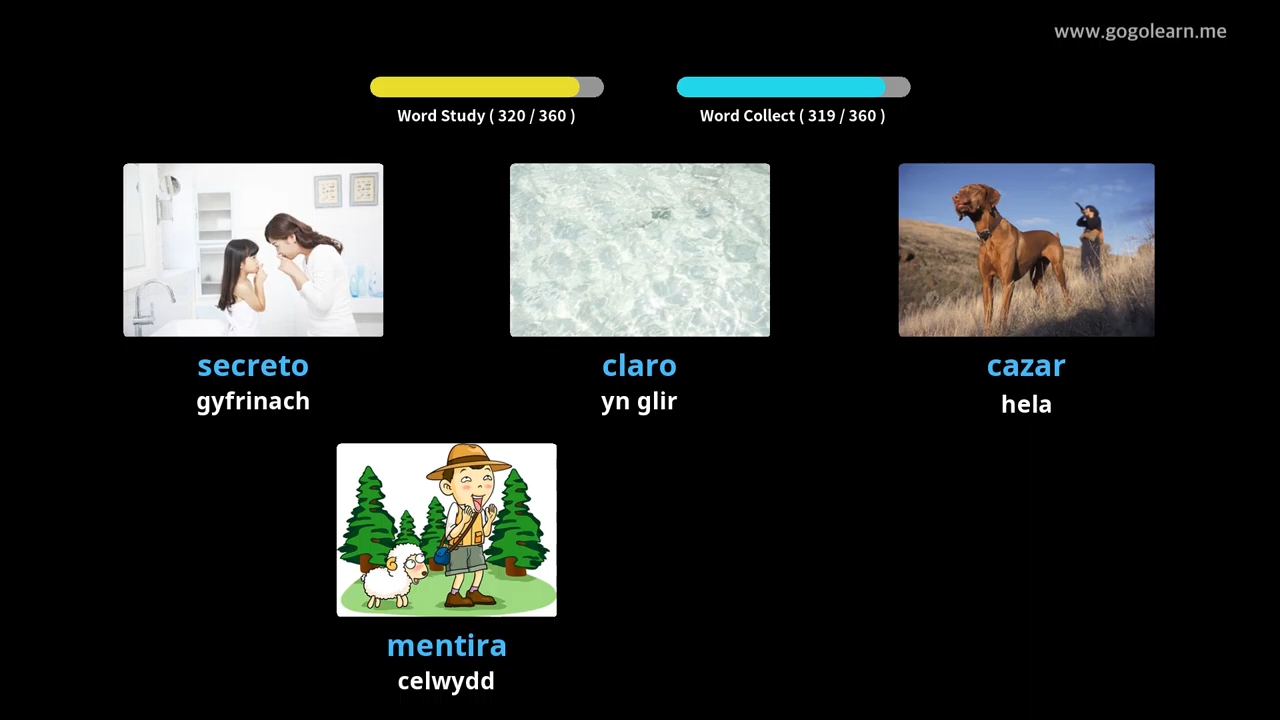 www.gogolearn.me
Word Study ( 320 / 360 )
Word Collect ( 319 / 360 )
secreto
gyfrinach
claro
yn glir
cazar
hela
mentira
celwydd